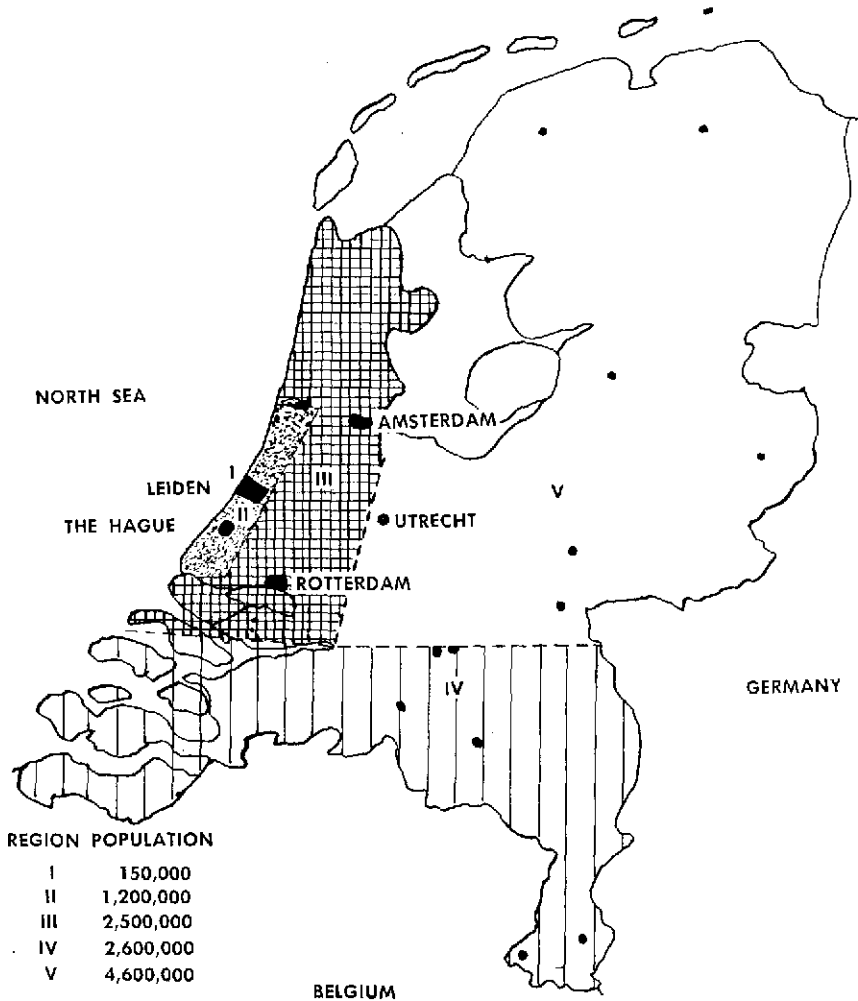 NORTH SEA
AMSTERDAM
I
III
LEIDEN
V
II
THE HAGUE
UTRECHT
ROTTERDAM
IV
GERMANY
REGION POPULATION
I 150,000
II 1,200,000
III 2,500,000
IV 2,600,000
V 4,600,000
BELGIUM